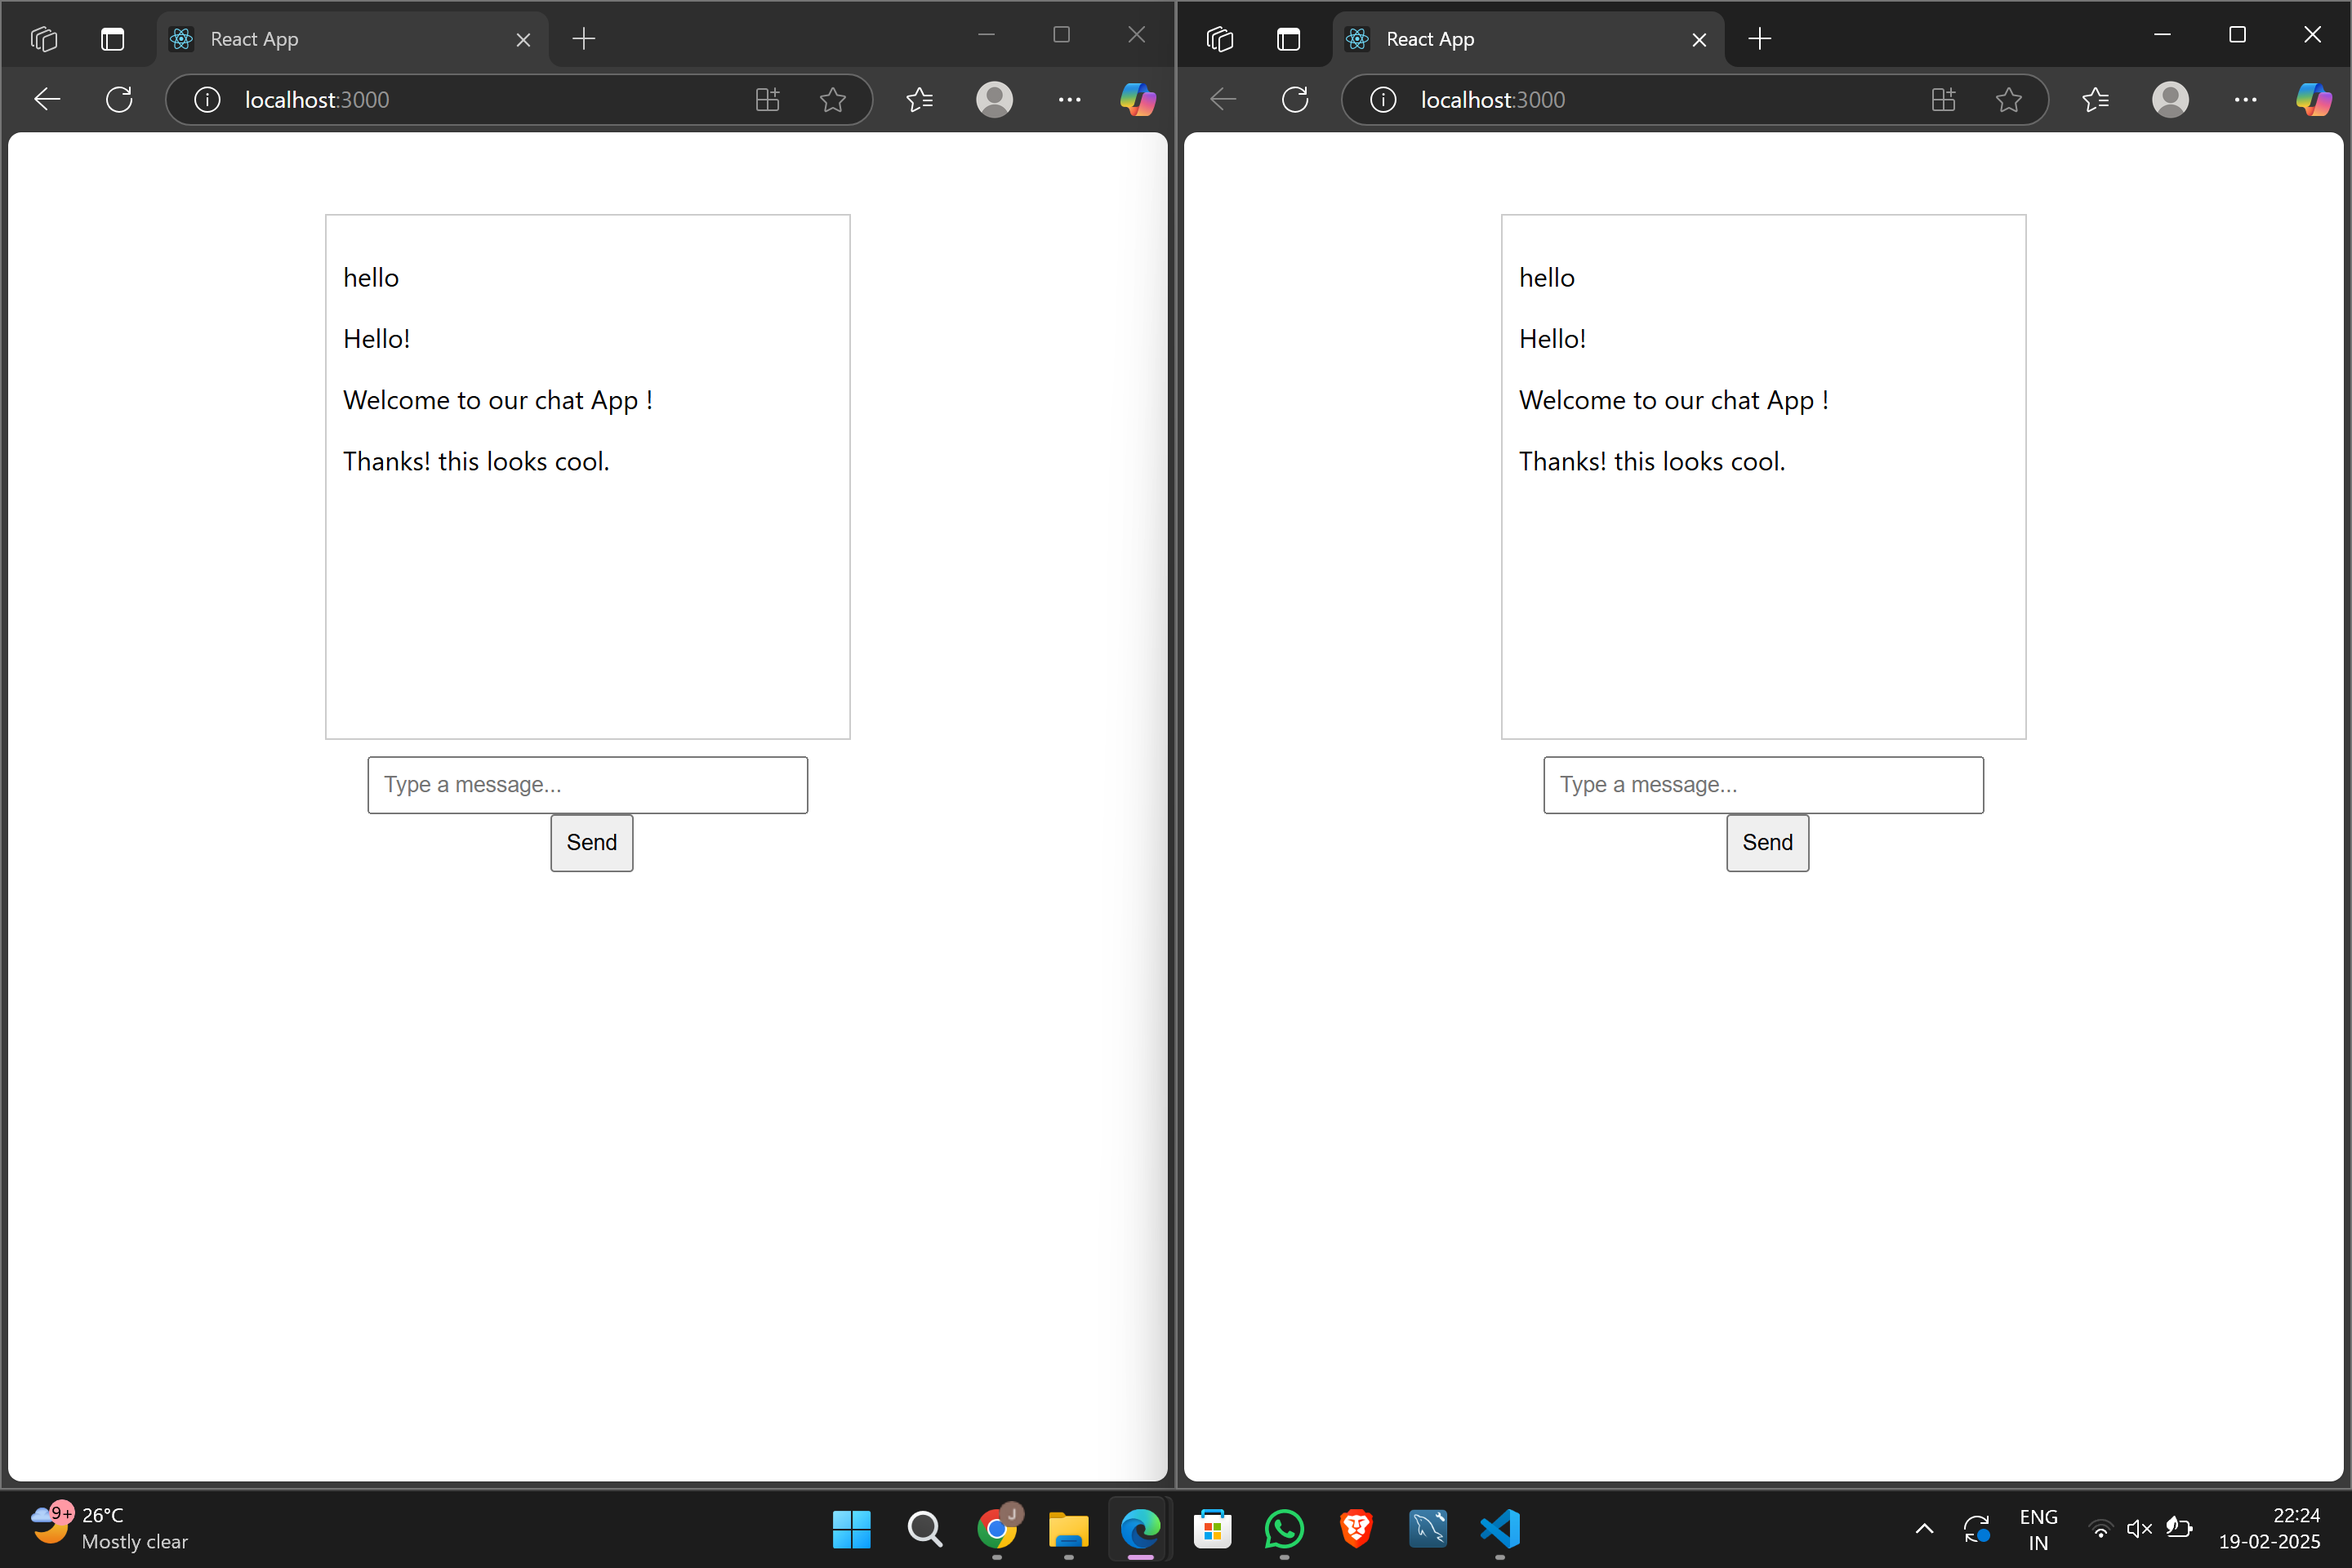 React App
localhost:3000
hello
Hello!
Welcome to our chat App !
Thanks! this looks cool.
Type a message...
Send
React App
localhost:3000
hello
Hello!
Welcome to our chat App !
Thanks! this looks cool.
Type a message...
Send
9+
26°C
Mostly clear
J
ENG
IN
22:24
19-02-2025